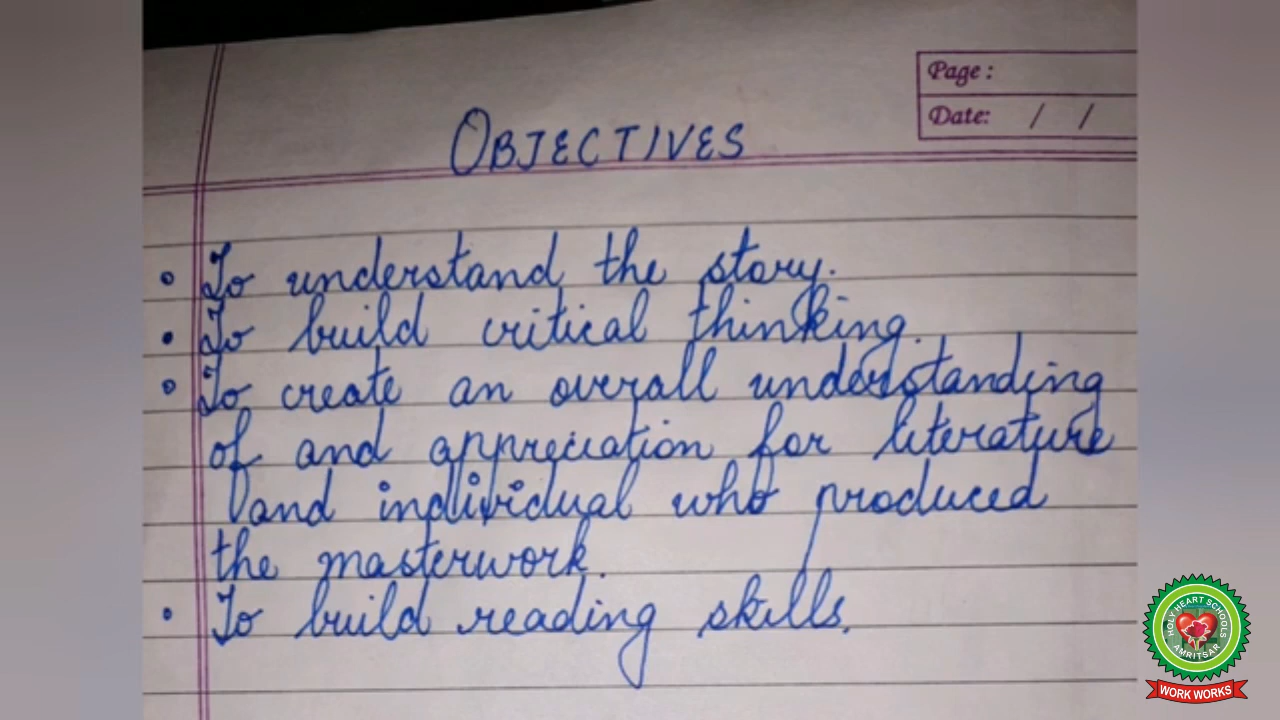 Page :
Date: / /
OBJECTIVES
• To understand the story.
• To build critical thinking.
• To create an overall understanding
of and appreciation for literature
and individual who produced
the masterwork.
• To build reading skills.
HOLY HEART SCHOOLS
AMRITSAR
WORK WORKS